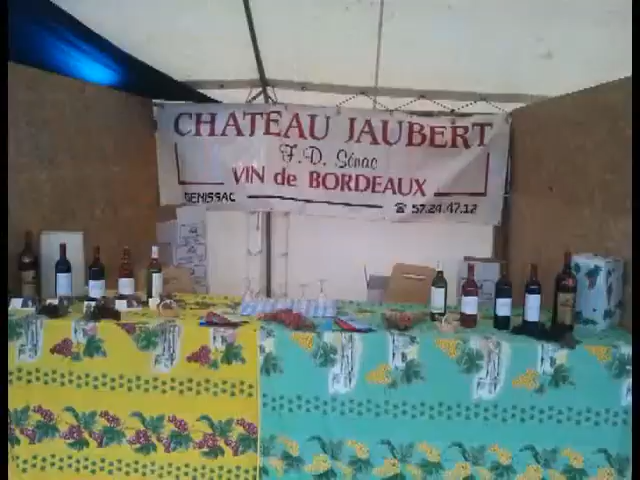 CHATEAU JAUBERT
F. D. Sénac
VIN de BORDEAUX
GENISSAC
☎ 57.24.47.12